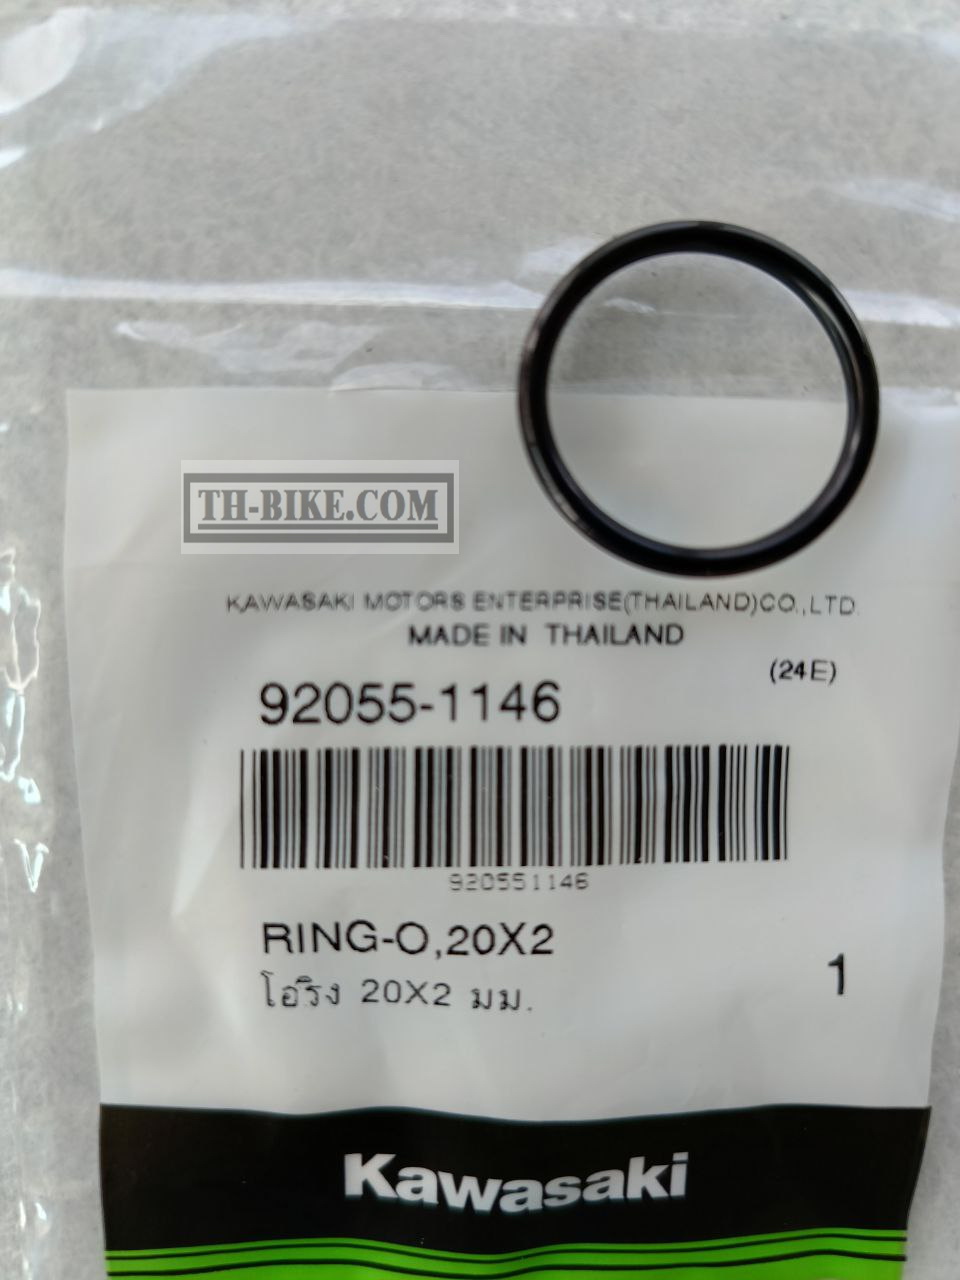 TH-BIKE.COM
KAWASAKI MOTORS ENTERPRISE(THAILAND)CO.,LTD.
MADE IN THAILAND
(24E)
92055-1146
920551146
RING-O,20X2
1
โอริง 20X2 มม.
Kawasaki